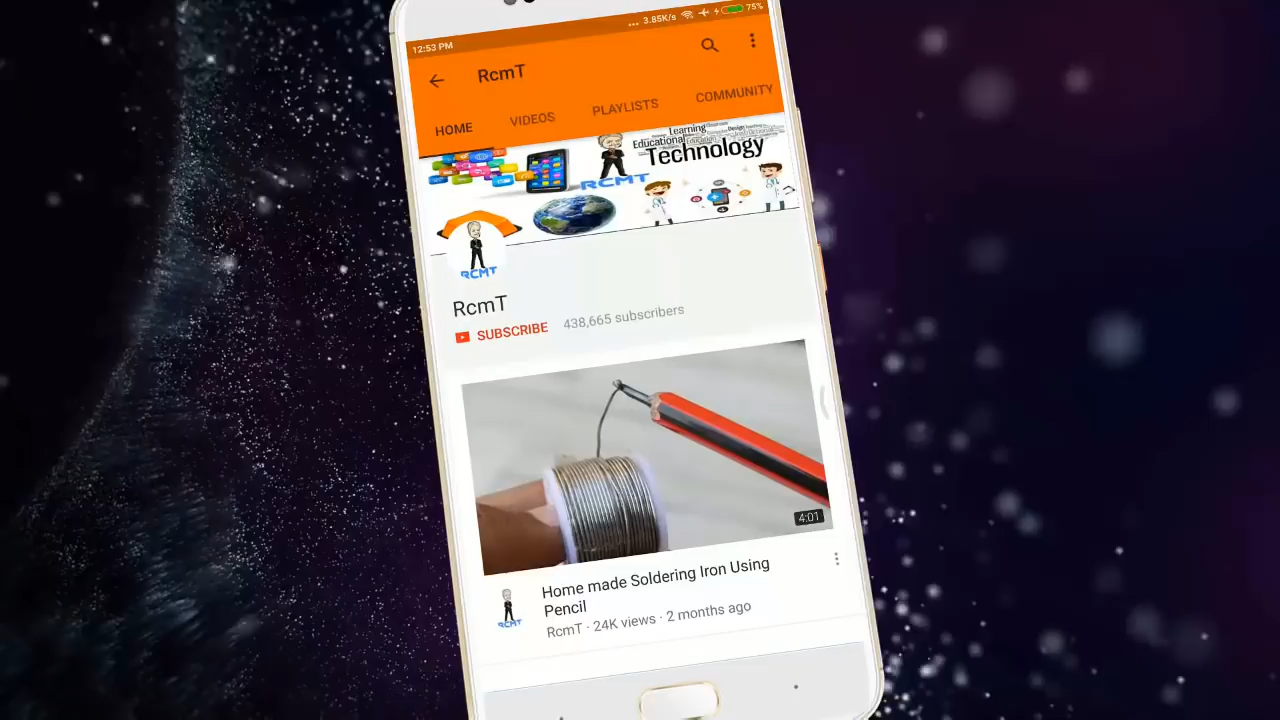 12:53 PM
... 3.85K/s 75%
RcmT
HOME VIDEOS PLAYLISTS COMMUNITY
Learning
Educational
Technology
RCMT
RCMT
RcmT
SUBSCRIBE 438,665 subscribers
4:01
Home made Soldering Iron Using
Pencil
RcmT · 24K views · 2 months ago
RCMT